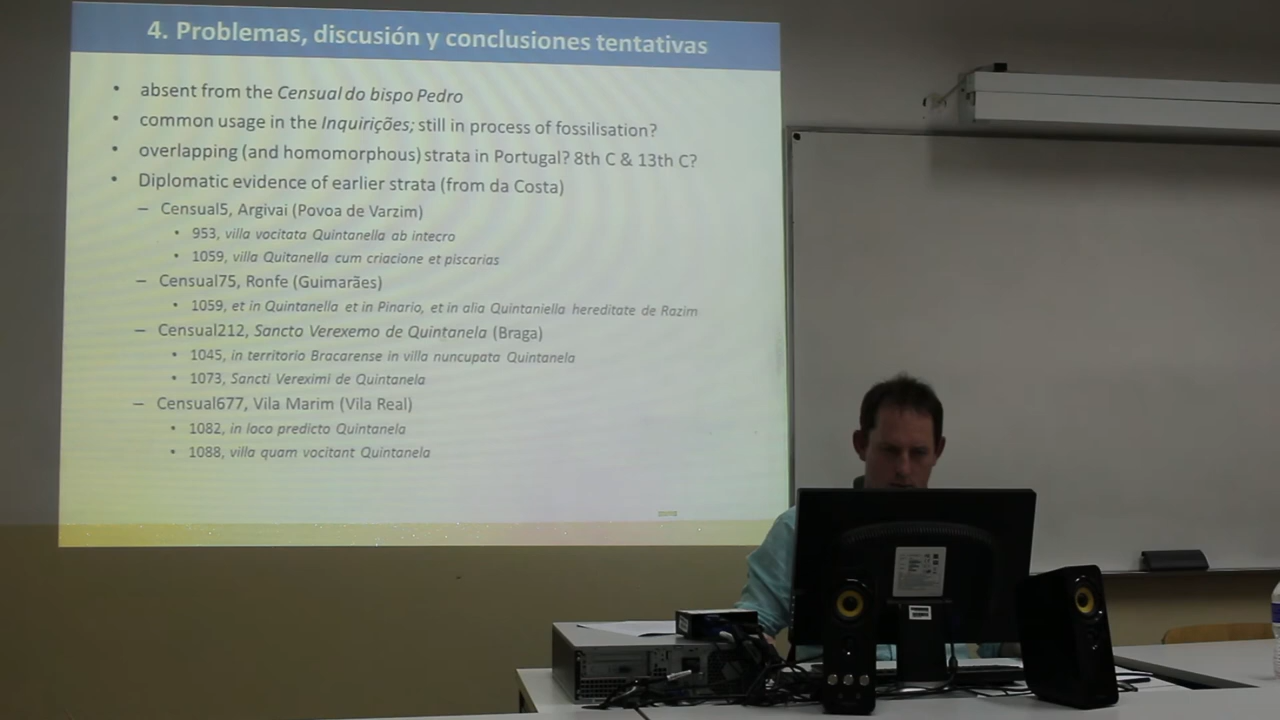 4. Problemas, discusión y conclusiones tentativas
• absent from the Censual do bispo Pedro
• common usage in the Inquirições; still in process of fossilisation?
• overlapping (and homomorphous) strata in Portugal? 8th C & 13th C?
• Diplomatic evidence of earlier strata (from da Costa)
– Censual5, Argivai (Povoa de Varzim)
• 953, villa vocitata Quintanella ab intecro
• 1059, villa Quitanella cum criacione et piscarias
– Censual75, Ronfe (Guimarães)
• 1059, et in Quintanella et in Pinario, et in alia Quintaniella hereditate de Razim
– Censual212, Sancto Verexemo de Quintanela (Braga)
• 1045, in territorio Bracarense in villa nuncupata Quintanela
• 1073, Sancti Vereximi de Quintanela
– Censual677, Vila Marim (Vila Real)
• 1082, in loco predicto Quintanela
• 1088, villa quam vocitant Quintanela